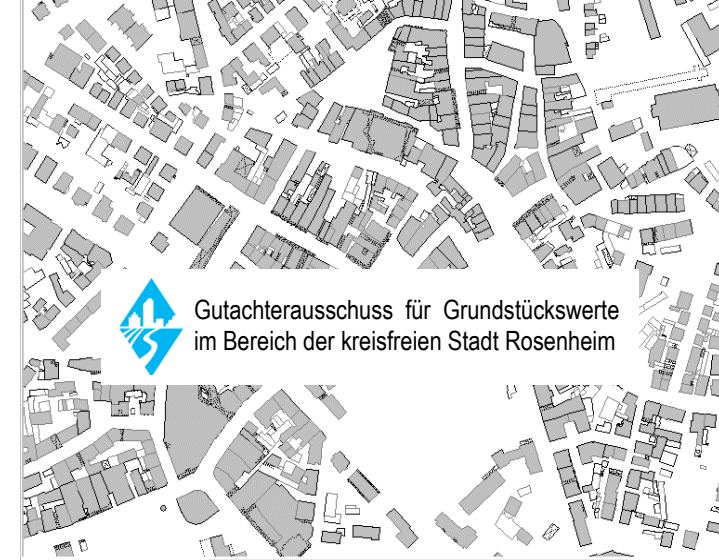 Gutachterausschuss für Grundstückswerte
im Bereich der kreisfreien Stadt Rosenheim